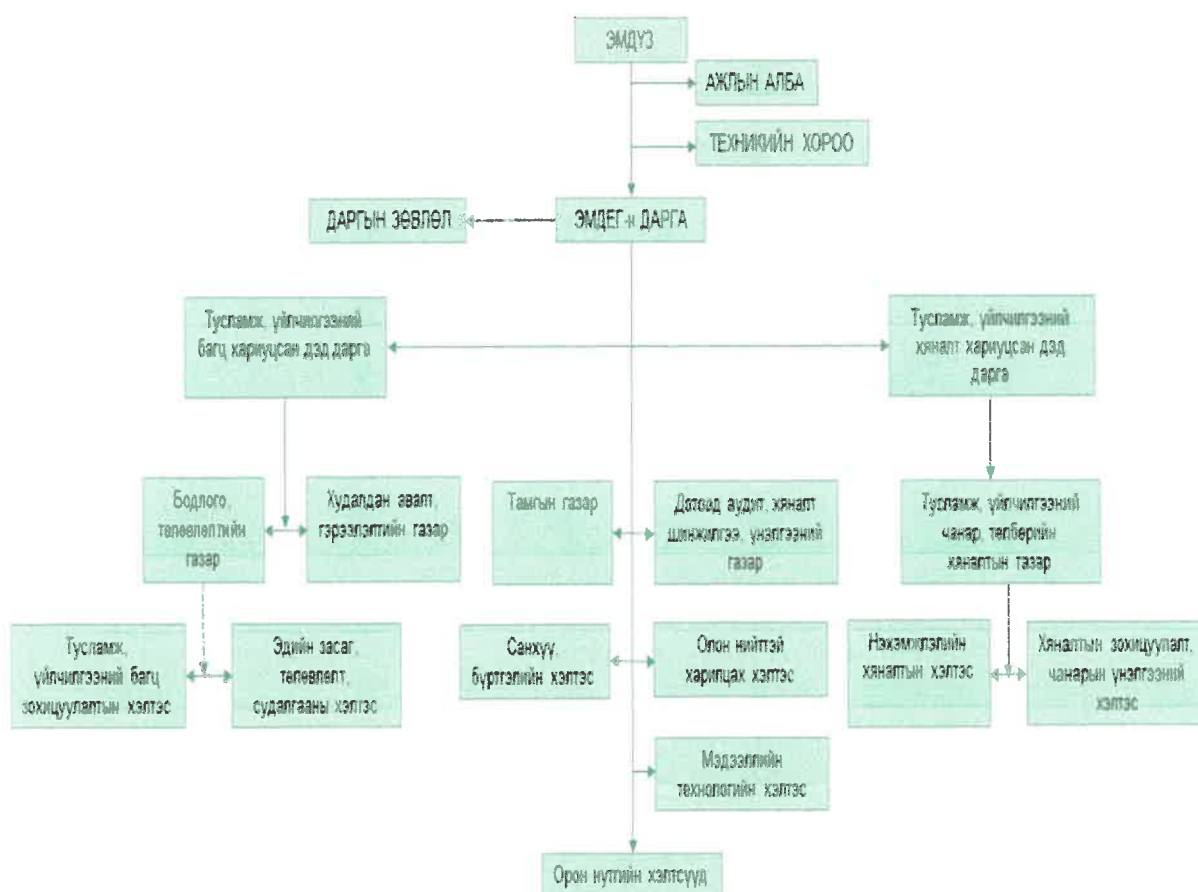 ЭМДҮЗ
АЖЛЫН АЛБА
ТЕХНИКИЙН ХОРОО
ДАРГЫН ЗӨВЛӨЛ
ЭМДЕГ-н ДАРГА
Тусламж, үйлчилгээний
багц хариуцсан дэд дарга
Тусламж, үйлчилгээний
хяналт хариуцсан дэд
дарга
Бодлого,
төлөвлөлтийн
газар
Худалдан авалт,
гэрээлэлтийн газар
Тамгын газар
Дотоод аудит, хяналт
шинжилгээ, үнэлгээний
газар
Тусламж, үйлчилгээний
чанар, төлбөрийн
хяналтын газар
Тусламж,
үйлчилгээний багц
зохицуулалтын хэлтэс
Эдийн засаг,
төлөвлөлт,
судалгааны хэлтэс
Санхүү,
бүртгэлийн хэлтэс
Олон нийттэй
харилцах хэлтэс
Нэхэмжлэлийн
хяналтын хэлтэс
Хяналтын зохицуулалт,
чанарын үнэлгээний
хэлтэс
Мэдээллийн
технологийн хэлтэс
Орон нутгийн хэлтсүүд